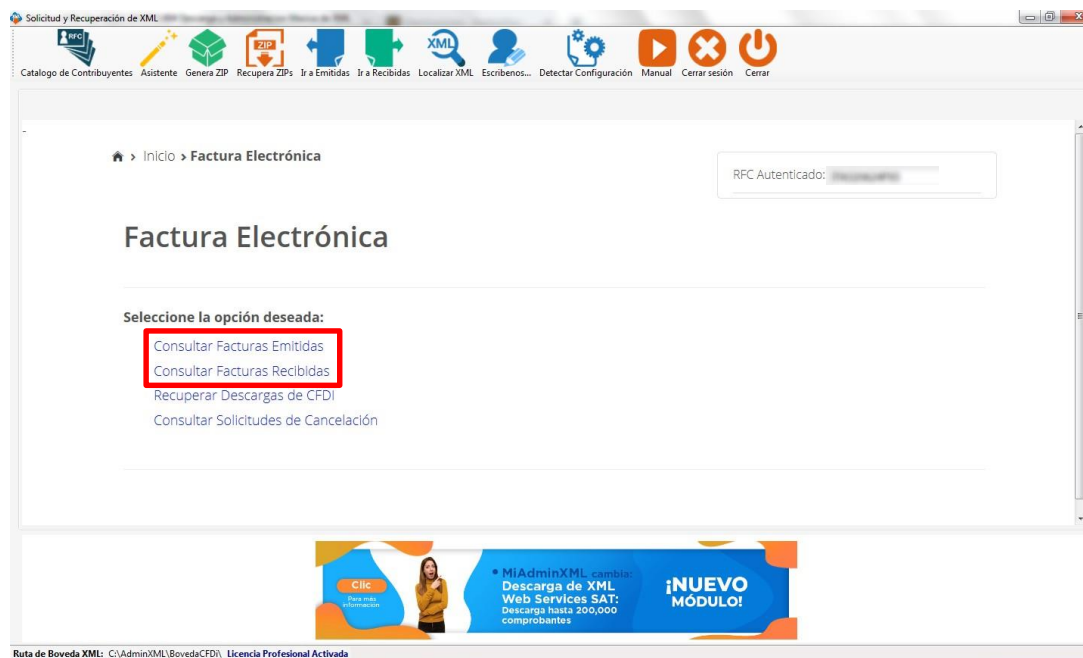 Solicitud y Recuperación de XML
RFC
ZIP
XML
Catalogo de Contribuyentes Asistente Genera ZIP Recupera ZIPs Ir a Emitidas Ir a Recibidas Localizar XML Escribenos... Detectar Configuración Manual Cerrar sesión Cerrar
Inicio > Factura Electrónica
RFC Autenticado:
Factura Electrónica
Seleccione la opción deseada:
Consultar Facturas Emitidas
Consultar Facturas Recibidas
Recuperar Descargas de CFDI
Consultar Solicitudes de Cancelación
Clic
Para más
información
• MiAdminXML cambia:
Descarga de XML
Web Services SAT:
Descarga hasta 200,000
comprobantes
¡NUEVO
MÓDULO!
Ruta de Boveda XML: C:\AdminXML\BovedaCFDi\ Licencia Profesional Activada